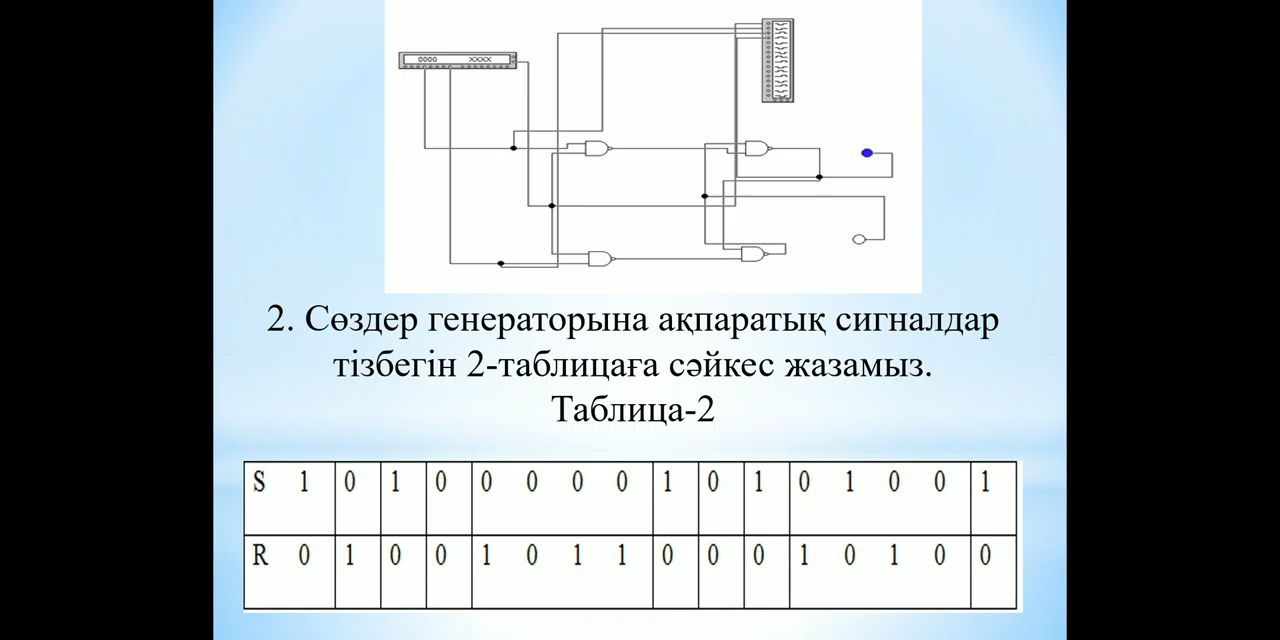 0000 XXXX
2. Сөздер генераторына ақпаратық сигналдар
тізбегін 2-таблицаға сәйкес жазамыз.
Таблица-2
S 1 0 1 0 0 0 0 0 1 0 1 0 1 0 0 1
R 0 1 0 0 1 0 1 1 0 0 0 1 0 1 0 0